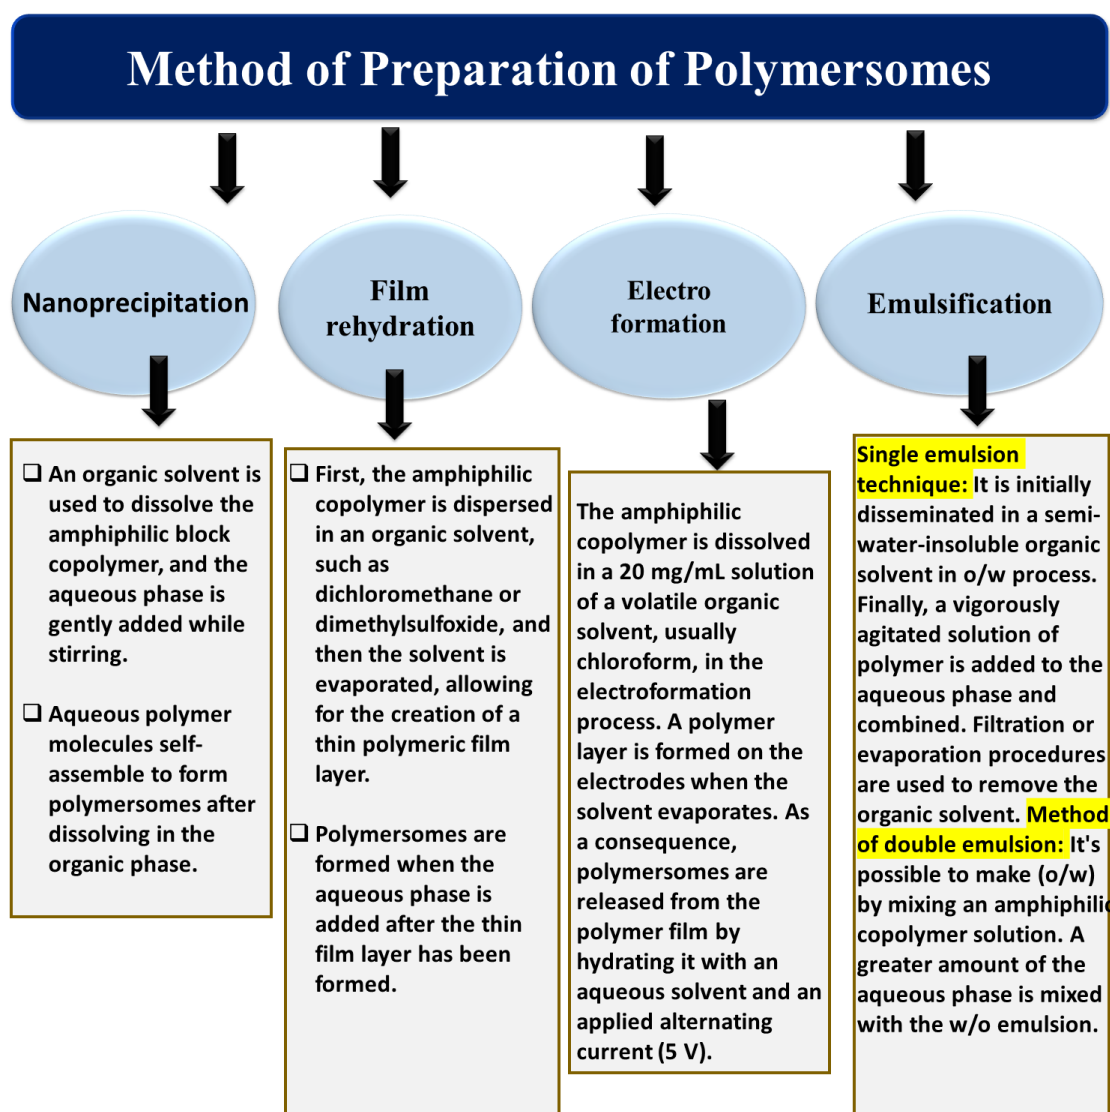 Method of Preparation of Polymersomes
Nanoprecipitation
Film
rehydration
Electro
formation
Emulsification
❑ An organic solvent is
used to dissolve the
amphiphilic block
copolymer, and the
aqueous phase is
gently added while
stirring.
❑ Aqueous polymer
molecules self-
assemble to form
polymersomes after
dissolving in the
organic phase.
❑ First, the amphiphilic
copolymer is dispersed
in an organic solvent,
such as
dichloromethane or
dimethylsulfoxide, and
then the solvent is
evaporated, allowing
for the creation of a
thin polymeric film
layer.
❑ Polymersomes are
formed when the
aqueous phase is
added after the thin
film layer has been
formed.
The amphiphilic
copolymer is dissolved
in a 20 mg/mL solution
of a volatile organic
solvent, usually
chloroform, in the
electroformation
process. A polymer
layer is formed on the
electrodes when the
solvent evaporates. As
a consequence,
polymersomes are
released from the
polymer film by
hydrating it with an
aqueous solvent and an
applied alternating
current (5 V).
Single emulsion
technique: It is initially
disseminated in a semi-
water-insoluble organic
solvent in o/w process.
Finally, a vigorously
agitated solution of
polymer is added to the
aqueous phase and
combined. Filtration or
evaporation procedures
are used to remove the
organic solvent. Method
of double emulsion: It's
possible to make (o/w)
by mixing an amphiphilic
copolymer solution. A
greater amount of the
aqueous phase is mixed
with the w/o emulsion.